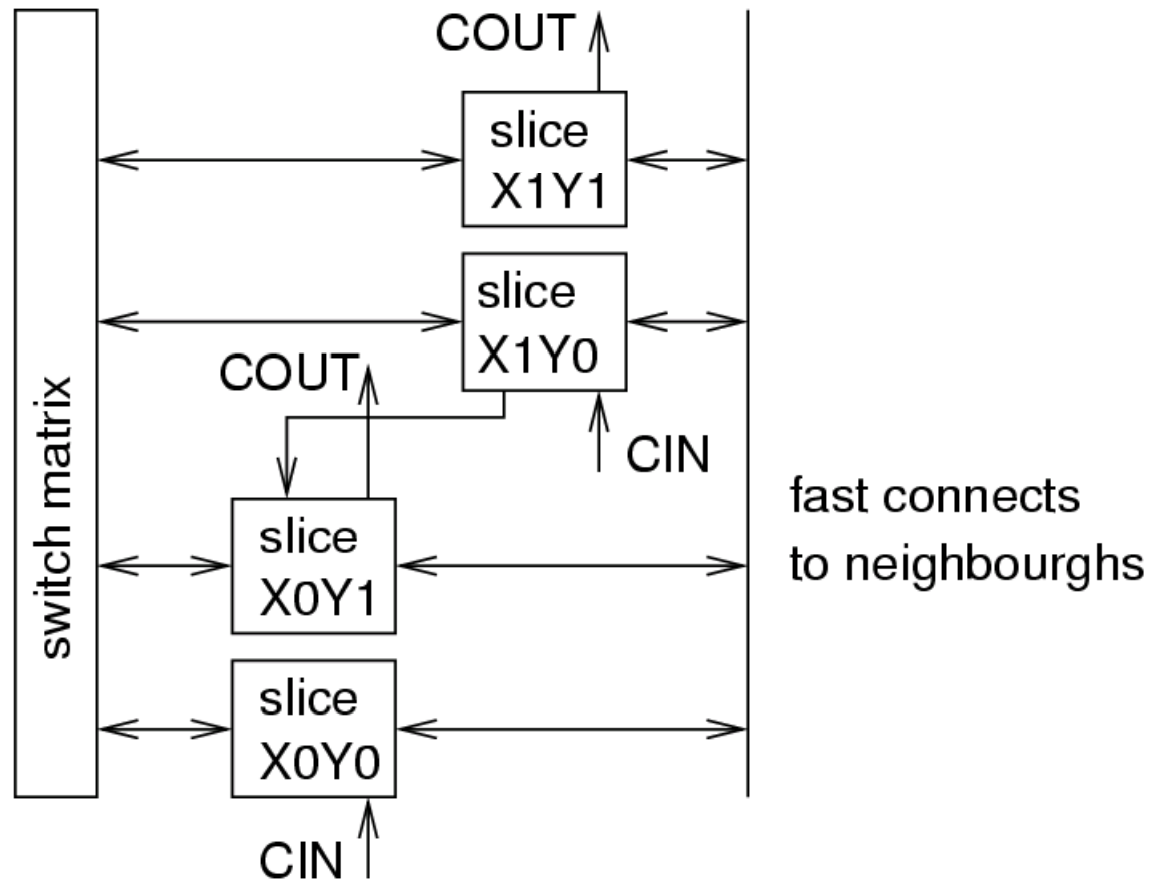 COUT
slice
X1Y1
slice
X1Y0
COUT
CIN
switch matrix
fast connects
to neighbourghs
slice
X0Y1
slice
X0Y0
CIN